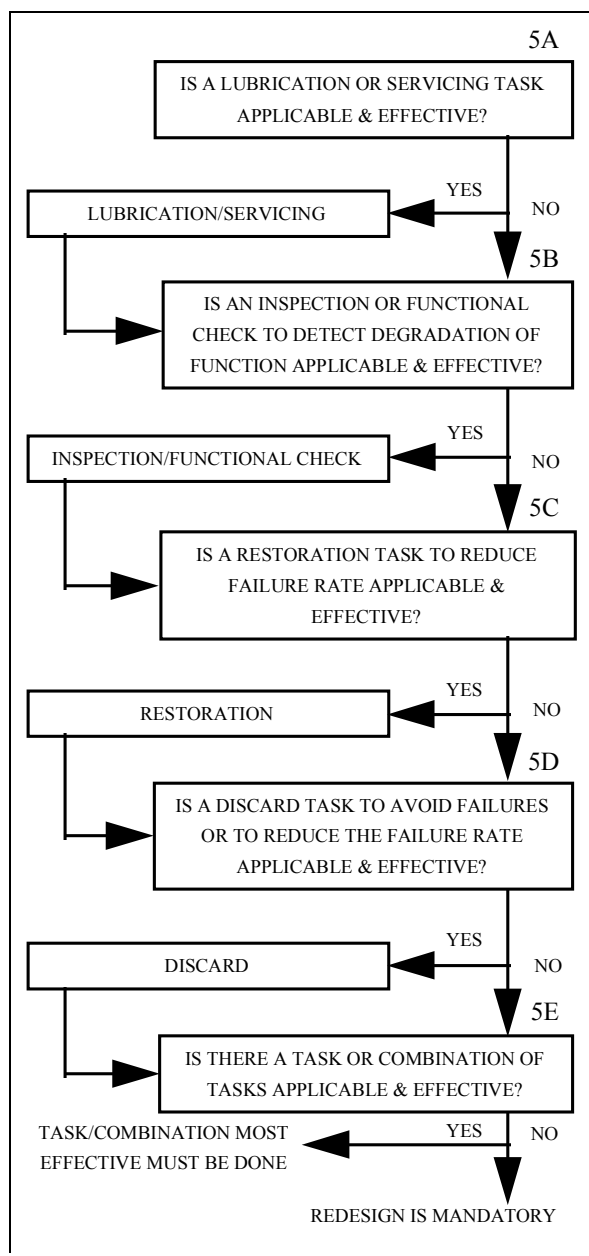 5A
IS A LUBRICATION OR SERVICING TASK
APPLICABLE & EFFECTIVE?
YES
NO
LUBRICATION/SERVICING
5B
IS AN INSPECTION OR FUNCTIONAL
CHECK TO DETECT DEGRADATION OF
FUNCTION APPLICABLE & EFFECTIVE?
YES
NO
INSPECTION/FUNCTIONAL CHECK
5C
IS A RESTORATION TASK TO REDUCE
FAILURE RATE APPLICABLE &
EFFECTIVE?
YES
NO
RESTORATION
5D
IS A DISCARD TASK TO AVOID FAILURES
OR TO REDUCE THE FAILURE RATE
APPLICABLE & EFFECTIVE?
YES
NO
DISCARD
5E
IS THERE A TASK OR COMBINATION OF
TASKS APPLICABLE & EFFECTIVE?
YES
NO
TASK/COMBINATION MOST
EFFECTIVE MUST BE DONE
REDESIGN IS MANDATORY